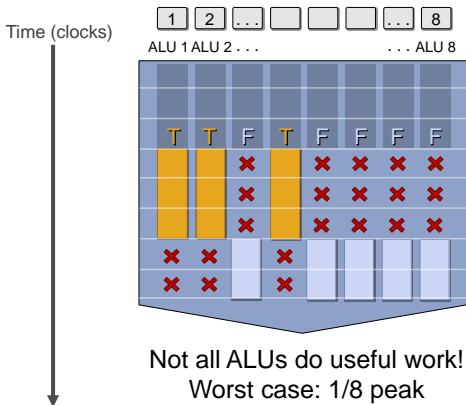 1 2 ... ... 8
Time (clocks)
ALU 1 ALU 2 . . . . . . ALU 8
T T F T F F F F
Not all ALUs do useful work!
Worst case: 1/8 peak